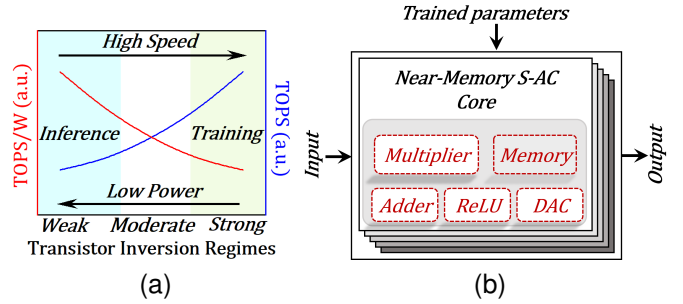 High Speed
TOPS/W (a.u.)
TOPS (a.u.)
Inference
Training
Low Power
Weak Moderate Strong
Transistor Inversion Regimes
(a)
Trained parameters
Near-Memory S-AC
Core
Input
Multiplier Memory
Adder ReLU DAC
Output
(b)